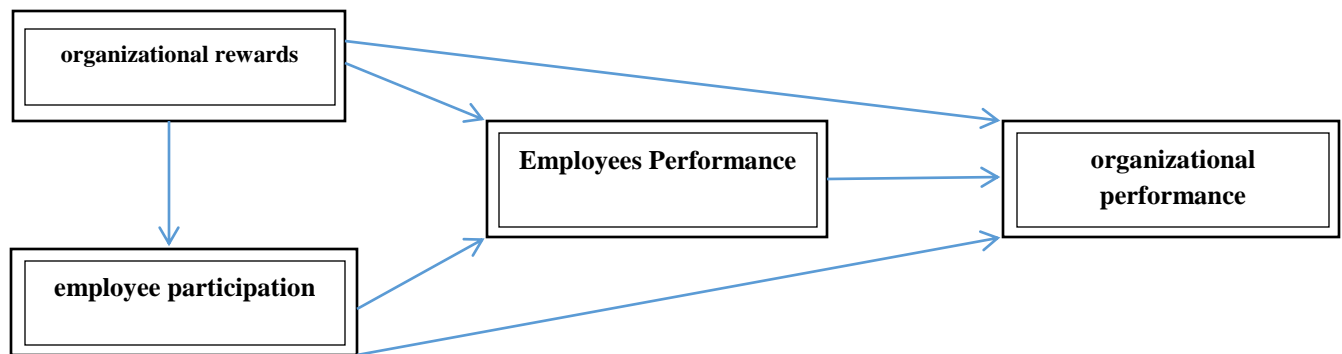 organizational rewards
Employees Performance
organizational
performance
employee participation